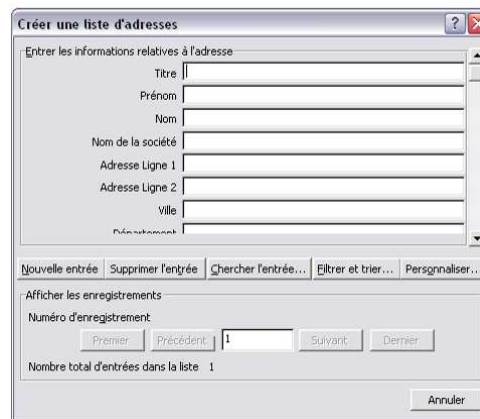 Créer une liste d'adresses
Entrer les informations relatives à l'adresse
Titre
Prénom
Nom
Nom de la société
Adresse Ligne 1
Adresse Ligne 2
Ville
Département
Nouvelle entrée Supprimer l'entrée Chercher l'entrée... Filtrer et trier... Personnaliser...
Afficher les enregistrements
Numéro d'enregistrement
Premier Précédent 1 Suivant Dernier
Nombre total d'entrées dans la liste 1
Annuler